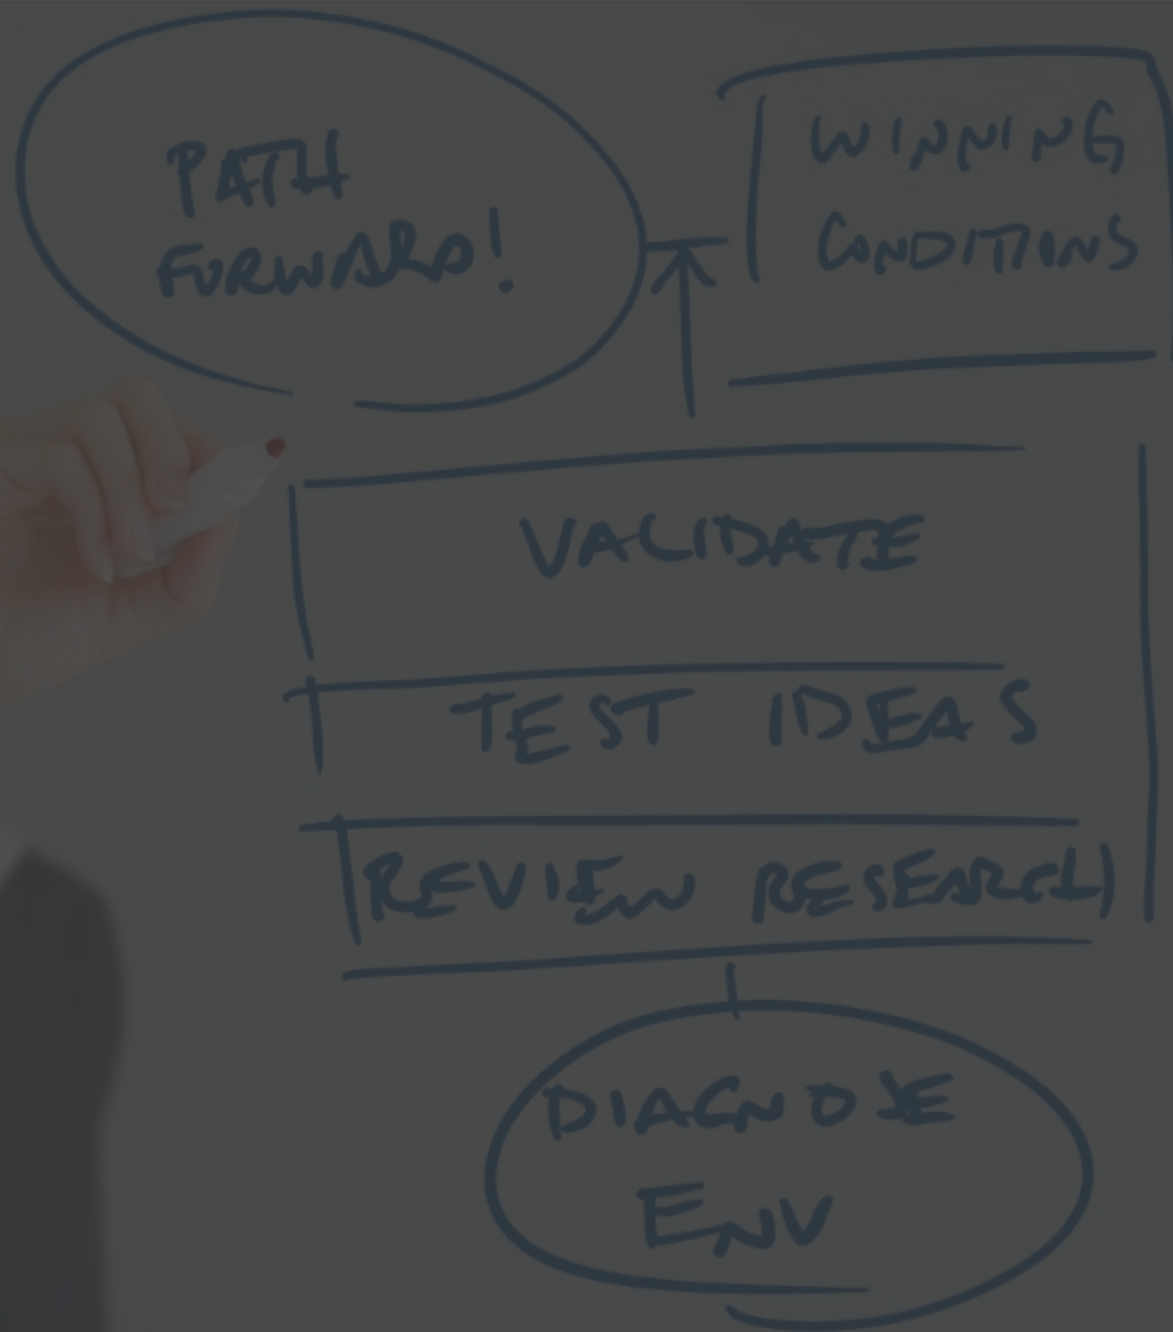 PATH
FORWARD!
WINNING
CONDITIONS
VALIDATE
TEST IDEAS
REVIEW RESEARCH
DIAGNOSE
ENV